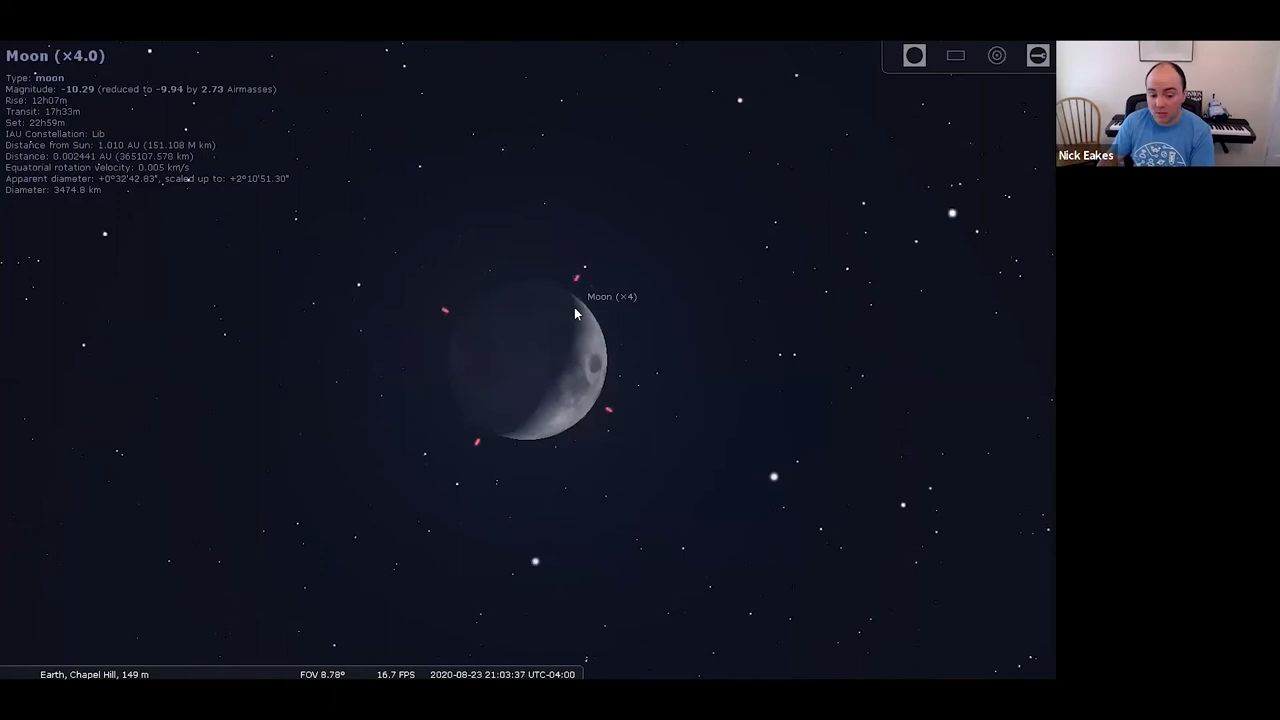 Moon (×4.0)
Type: moon
Magnitude: -10.29 (reduced to -9.94 by 2.73 Airmasses)
Rise: 12h07m
Transit: 17h33m
Set: 22h59m
IAU Constellation: Lib
Distance from Sun: 1.010 AU (151.108 M km)
Distance: 0.002441 AU (365107.578 km)
Equatorial rotation velocity: 0.005 km/s
Apparent diameter: +0°32'42.83", scaled up to: +2°10'51.30"
Diameter: 3474.8 km
Nick Eakes
Moon (×4)
Earth, Chapel Hill, 149 m FOV 8.78° 16.7 FPS 2020-08-23 21:03:37 UTC-04:00